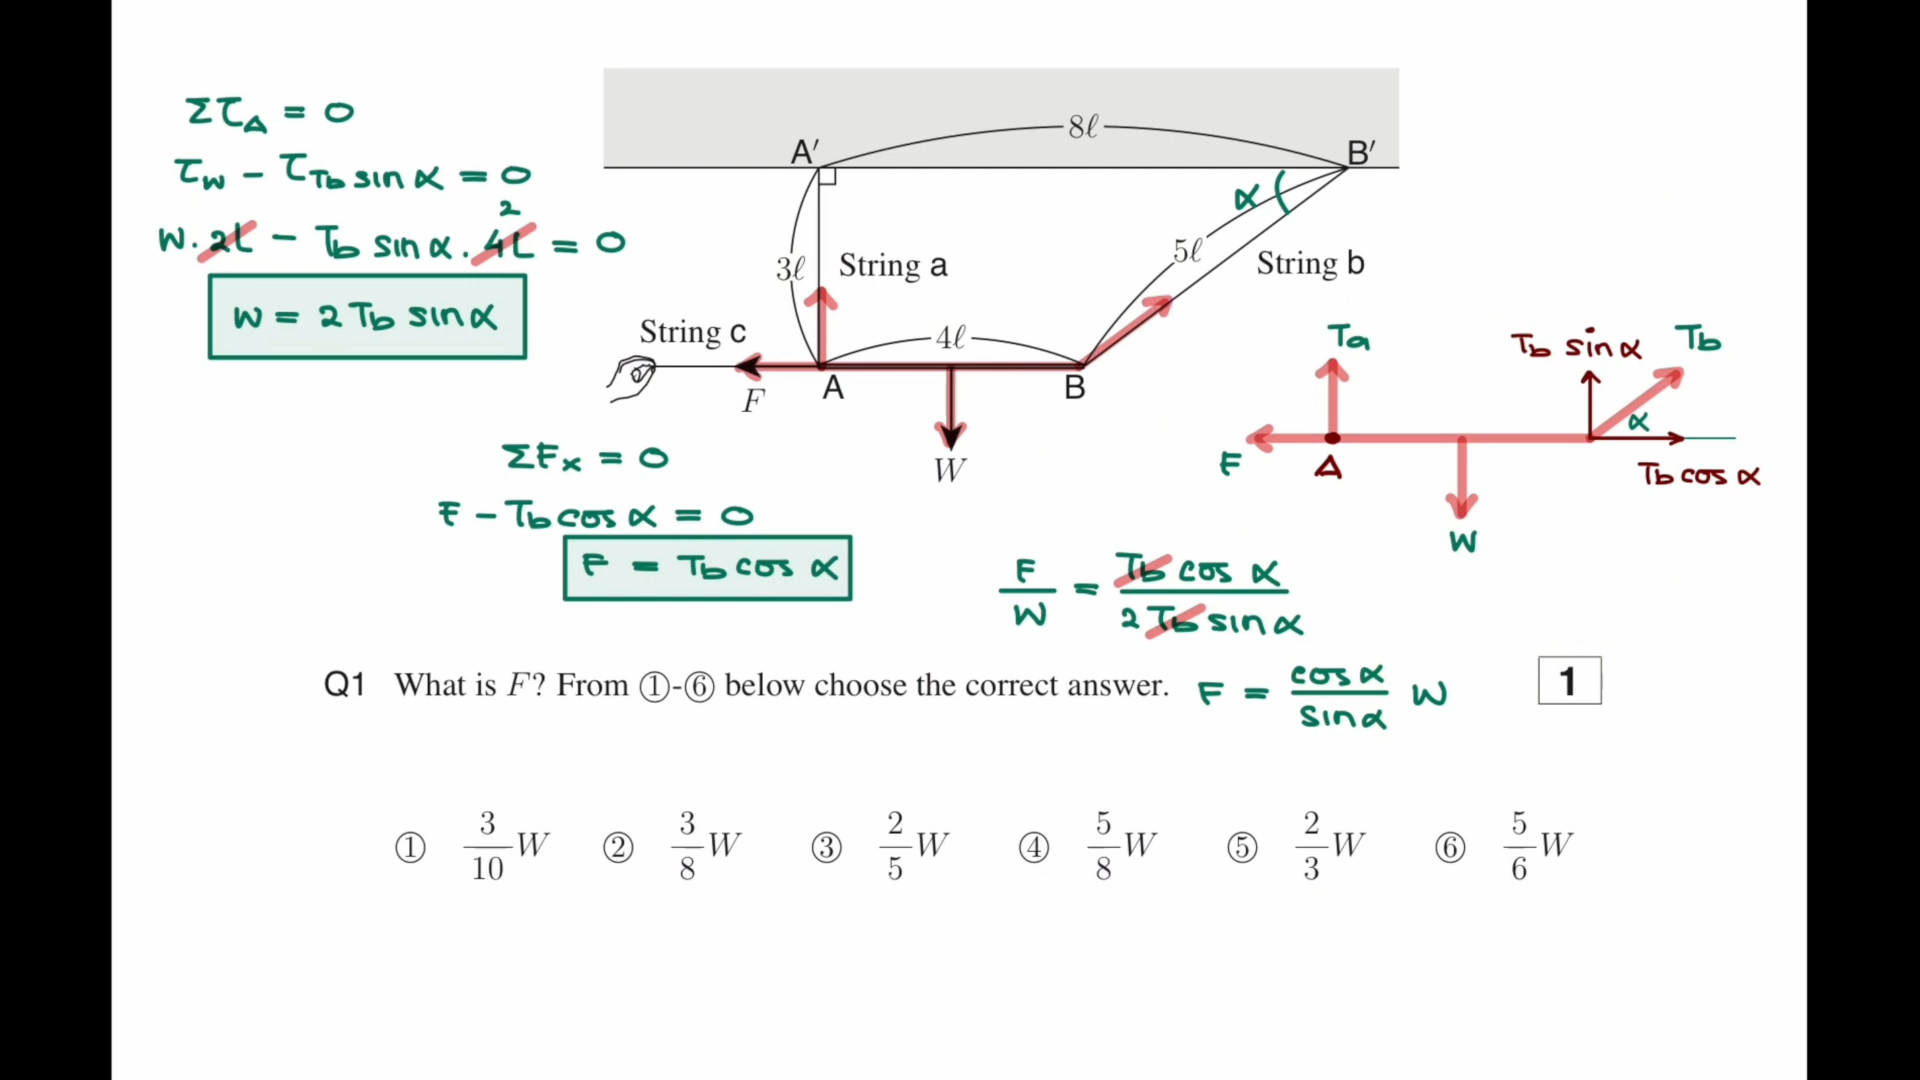 ΣτA = 0
τW - τTb sin α = 0
2
W . 2L - Tb sin α . 4L = 0
W = 2 Tb sin α
8ℓ
A′
B′
α
5ℓ
3ℓ
String a
String b
String c
4ℓ
F
A
B
W
Ta
Tb sin α
Tb
α
F
A
Tb cos α
W
ΣFx = 0
F - Tb cos α = 0
F = Tb cos α
F/W = Tb cos α / 2 Tb sin α
Q1 What is F? From ①-⑥ below choose the correct answer.
F = cos α / sin α W
1
① 3/10 W ② 3/8 W ③ 2/5 W ④ 5/8 W ⑤ 2/3 W ⑥ 5/6 W